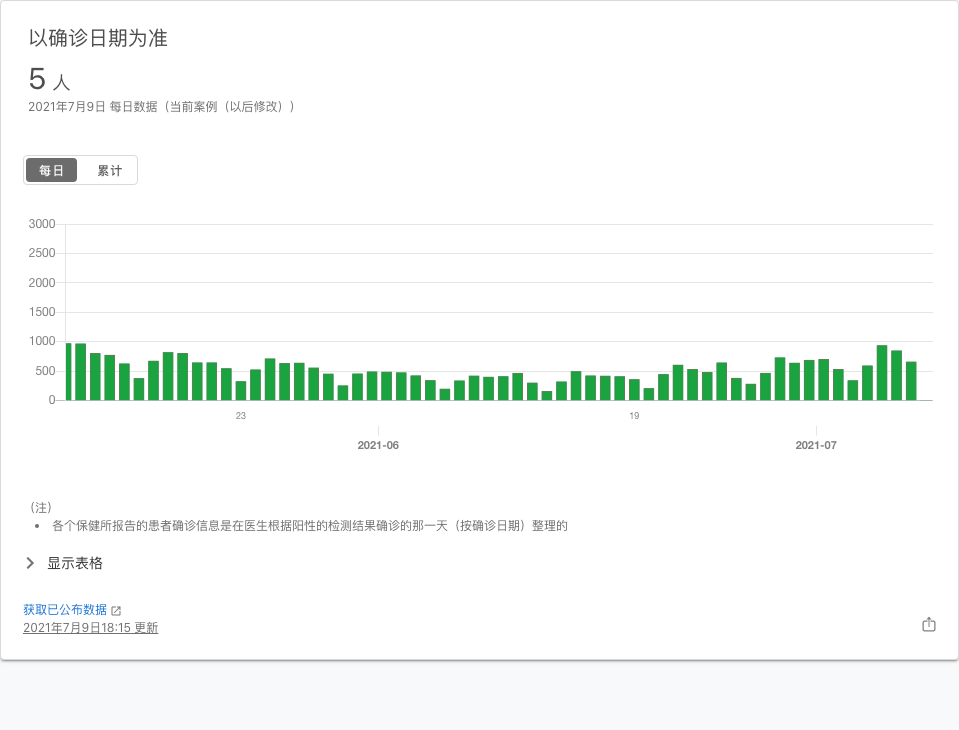 以确诊日期为准
5 人
2021年7月9日 每日数据（当前案例（以后修改））
每日 累计
3000
2500
2000
1500
1000
500
0
23 19
2021-06 2021-07
（注）
• 各个保健所报告的患者确诊信息是在医生根据阳性的检测结果确诊的那一天（按确诊日期）整理的
显示表格
获取已公布数据
2021年7月9日18:15 更新